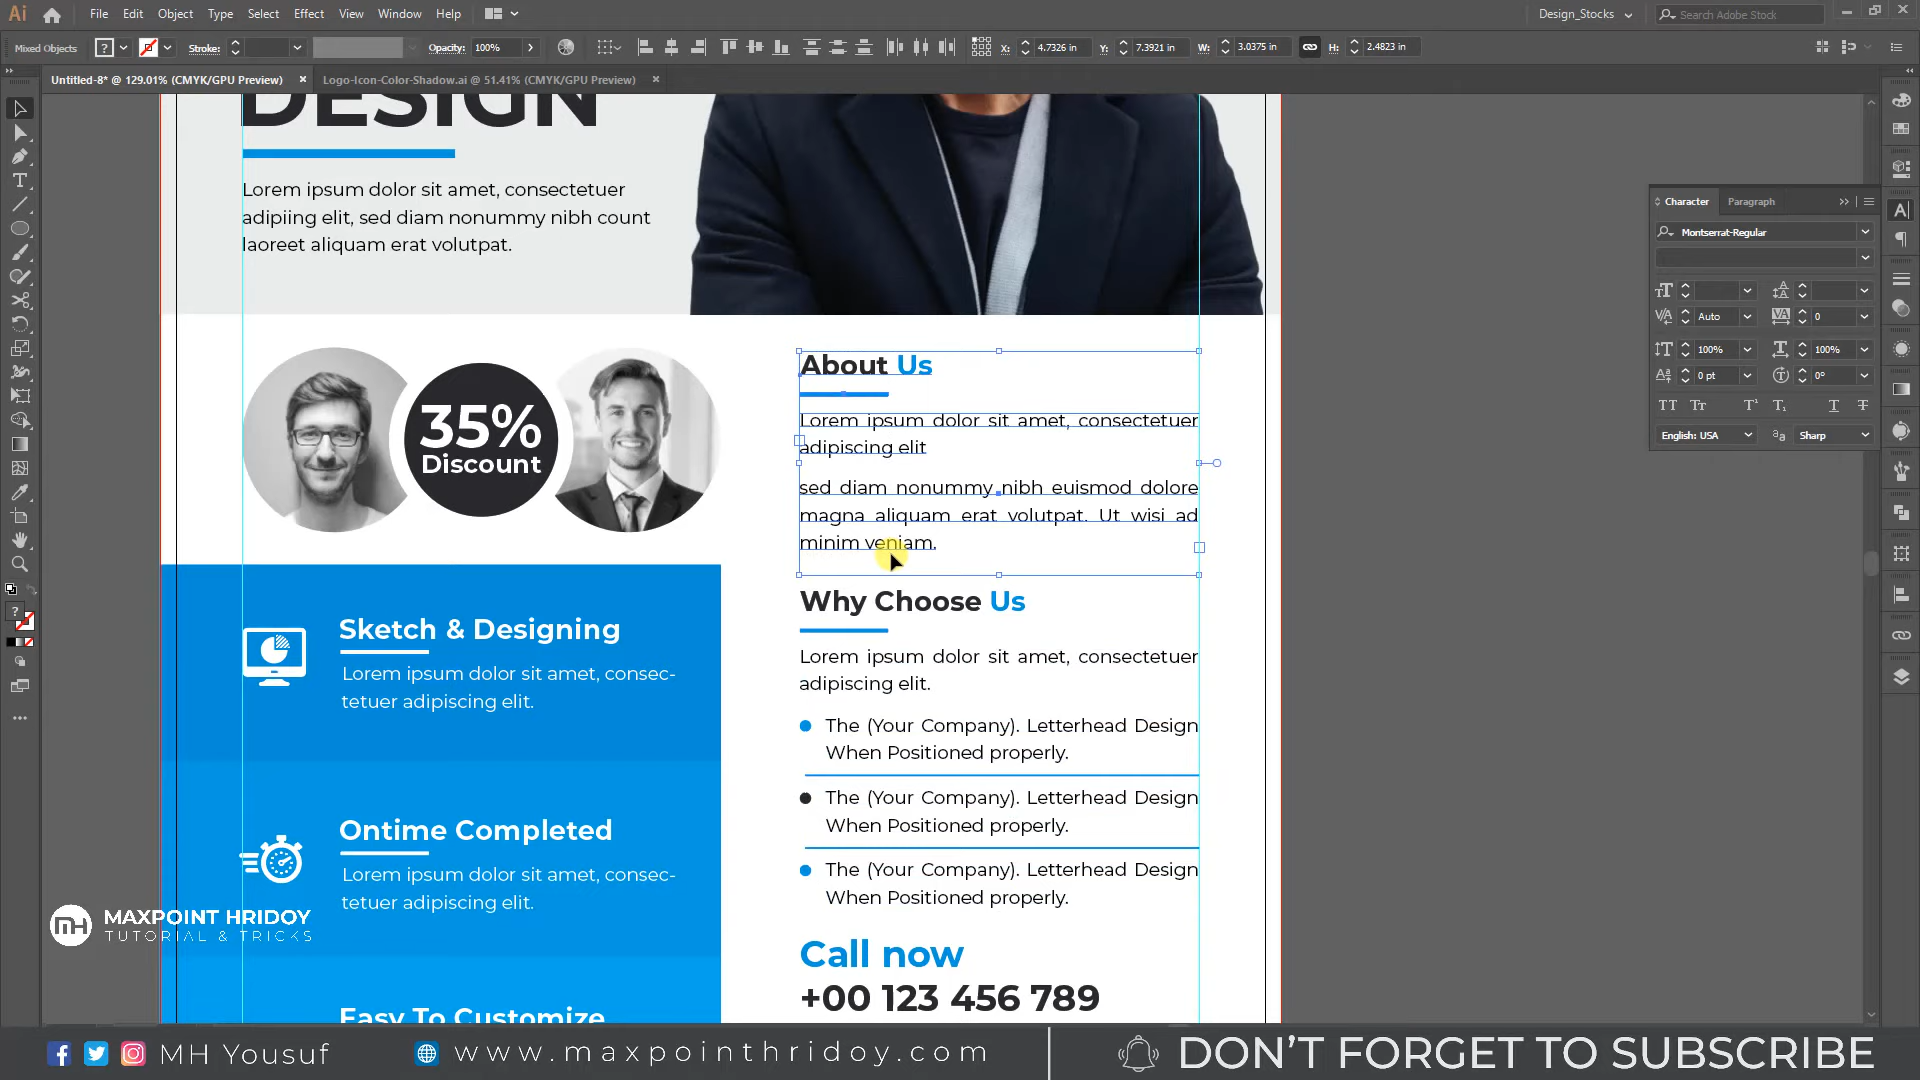 Ai File Edit Object Type Select Effect View Window Help
Design_Stocks Search Adobe Stock
Mixed Objects ? Stroke: Opacity: 100% X: 4.7326 in Y: 7.3921 in W: 3.0375 in H: 2.4823 in
Untitled-8* @ 129.01% (CMYK/GPU Preview) × Logo-Icon-Color-Shadow.ai @ 51.41% (CMYK/GPU Preview) ×
DESIGN
Lorem ipsum dolor sit amet, consectetuer
adipiing elit, sed diam nonummy nibh count
laoreet aliquam erat volutpat.
35%
Discount
About Us
Lorem ipsum dolor sit amet, consectetuer
adipiscing elit
sed diam nonummy nibh euismod dolore
magna aliquam erat volutpat. Ut wisi ad
minim veniam.
Why Choose Us
Lorem ipsum dolor sit amet, consectetuer
adipiscing elit.
The (Your Company). Letterhead Design
When Positioned properly.
The (Your Company). Letterhead Design
When Positioned properly.
The (Your Company). Letterhead Design
When Positioned properly.
Call now
+00 123 456 789
Sketch & Designing
Lorem ipsum dolor sit amet, consec-
tetuer adipiscing elit.
Ontime Completed
Lorem ipsum dolor sit amet, consec-
tetuer adipiscing elit.
Easy To Customize
Character Paragraph
Montserrat-Regular
Auto 0
100% 100%
0 pt 0°
English: USA Sharp
MH MAXPOINT HRIDOY
TUTORIAL & TRICKS
MH Yousuf www.maxpointhridoy.com DON'T FORGET TO SUBSCRIBE